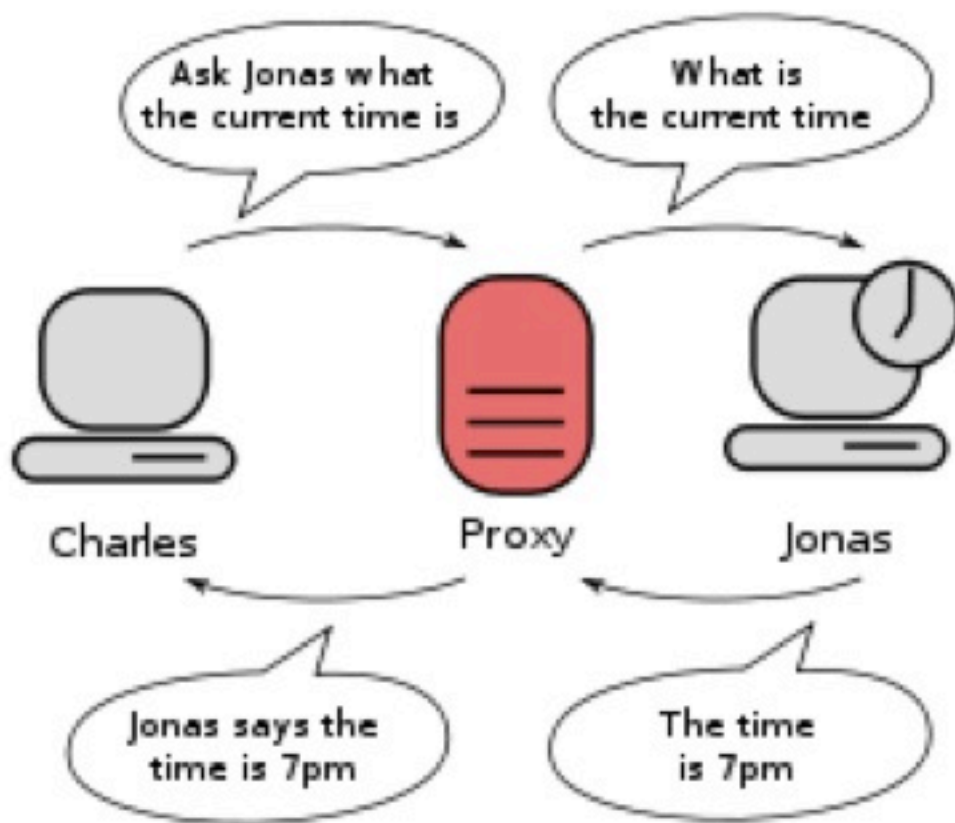 Ask Jonas what
the current time is
What is
the current time
Charles
Proxy
Jonas
Jonas says the
time is 7pm
The time
is 7pm